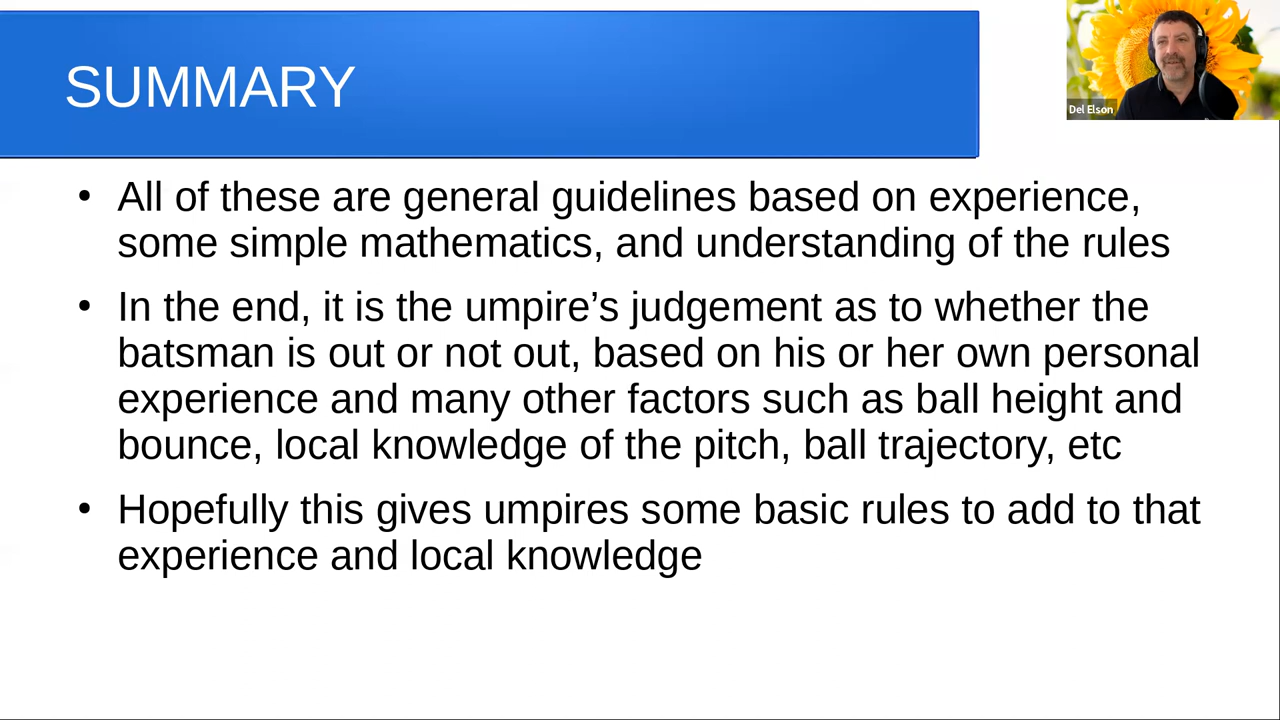 SUMMARY
Del Elson
• All of these are general guidelines based on experience,
some simple mathematics, and understanding of the rules
• In the end, it is the umpire’s judgement as to whether the
batsman is out or not out, based on his or her own personal
experience and many other factors such as ball height and
bounce, local knowledge of the pitch, ball trajectory, etc
• Hopefully this gives umpires some basic rules to add to that
experience and local knowledge